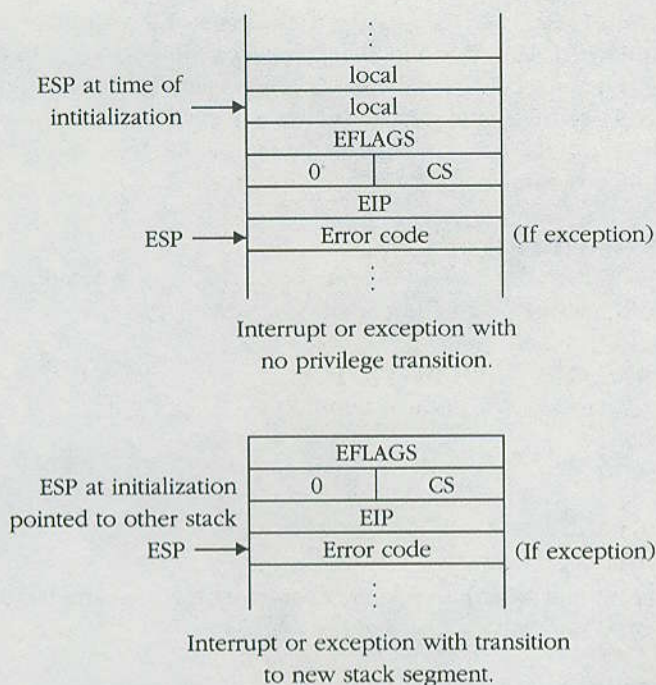 local
ESP at time of
intitialization
local
EFLAGS
0 CS
EIP
ESP
Error code
(If exception)
Interrupt or exception with
no privilege transition.
EFLAGS
ESP at initialization
pointed to other stack
0 CS
EIP
ESP
Error code
(If exception)
Interrupt or exception with transition
to new stack segment.